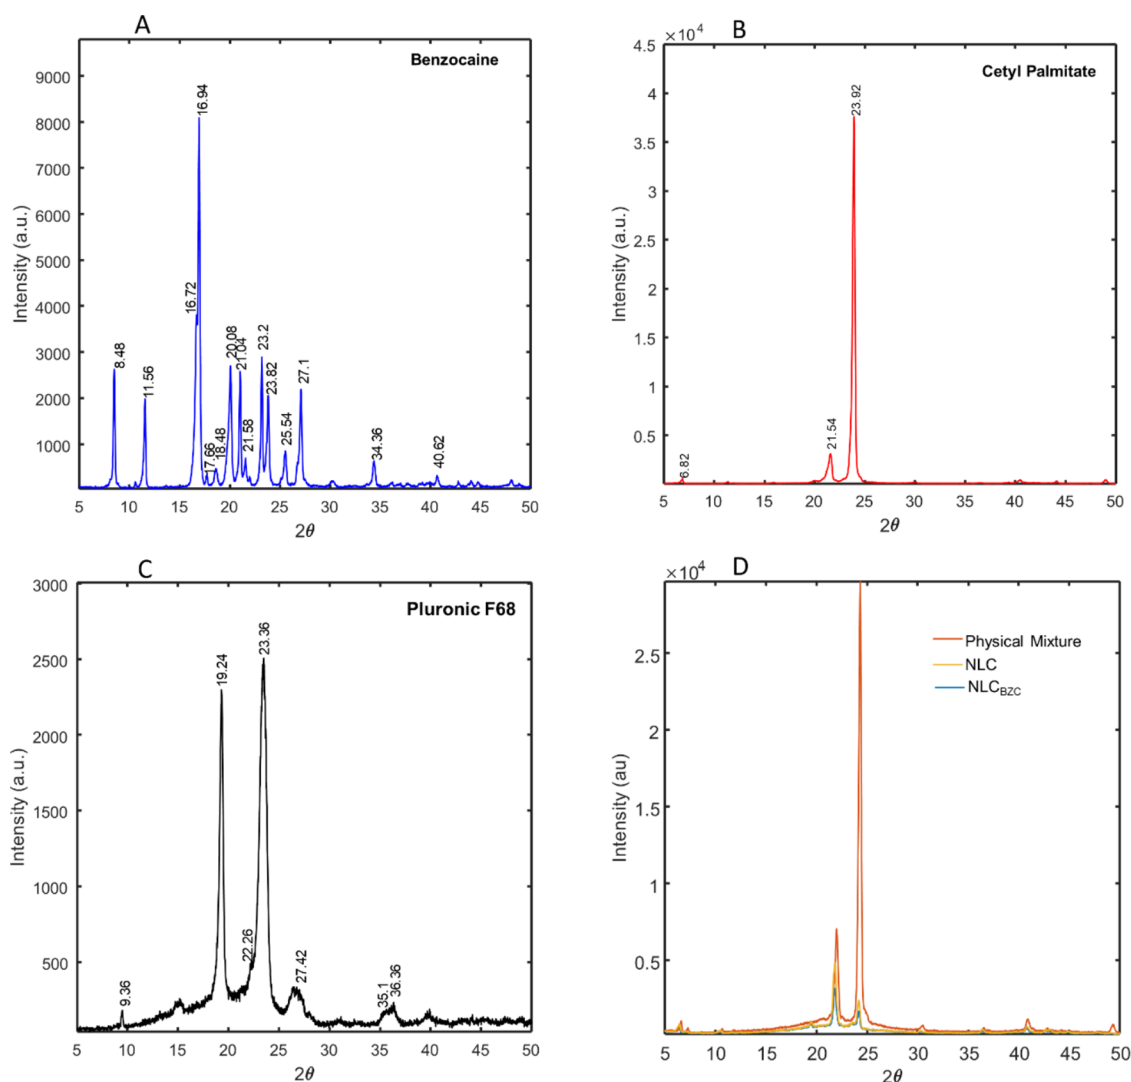 A
Benzocaine
9000
8000
7000
6000
5000
4000
3000
2000
1000
Intensity (a.u.)
8.48
11.56
16.72
16.94
17.66
18.48
20.08
21.04
21.58
23.2
23.82
25.54
27.1
34.36
40.62
5 10 15 20 25 30 35 40 45 50
2θ
B
×10⁴
Cetyl Palmitate
4.5
4
3.5
3
2.5
2
1.5
1
0.5
Intensity (a.u.)
6.82
21.54
23.92
5 10 15 20 25 30 35 40 45 50
2θ
C
Pluronic F68
3000
2500
2000
1500
1000
500
Intensity (a.u.)
9.36
19.24
22.26
23.36
27.42
35.1
36.36
5 10 15 20 25 30 35 40 45 50
2θ
D
×10⁴
Physical Mixture
NLC
NLC_BZC
2.5
2
1.5
1
0.5
Intensity (au)
5 10 15 20 25 30 35 40 45 50
2θ